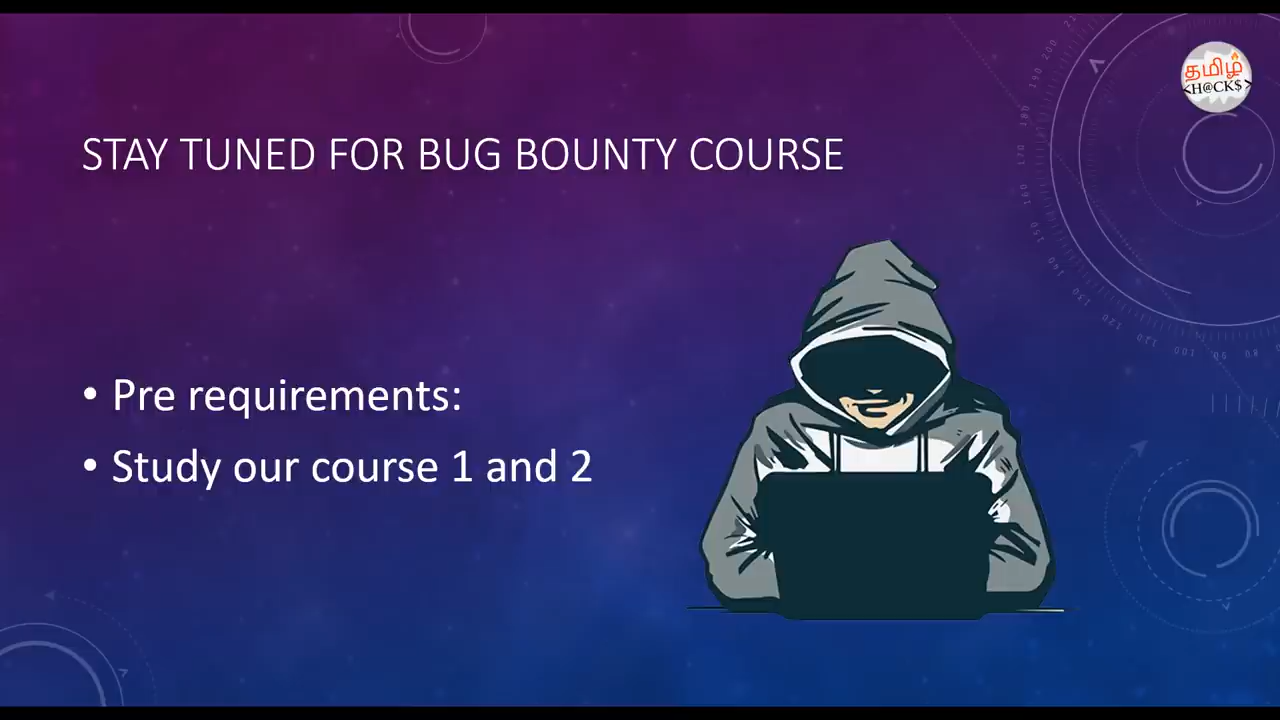 தமிழ்
<H@CK$>
STAY TUNED FOR BUG BOUNTY COURSE
• Pre requirements:
• Study our course 1 and 2